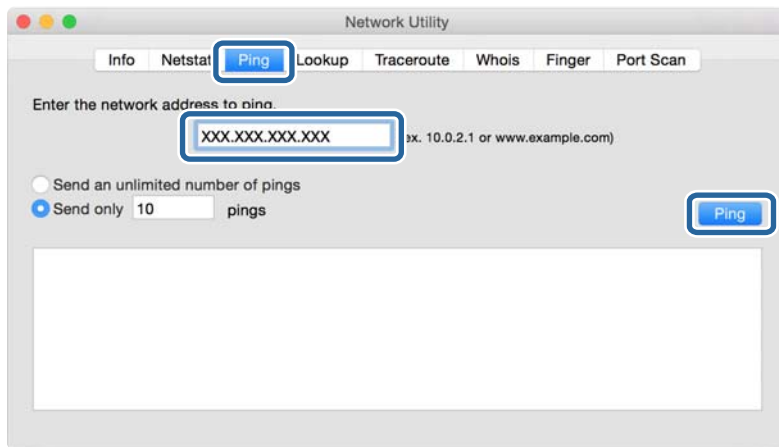 Network Utility
Info Netstat Ping Lookup Traceroute Whois Finger Port Scan
Enter the network address to ping.
XXX.XXX.XXX.XXX ex. 10.0.2.1 or www.example.com)
Send an unlimited number of pings
Send only 10 pings
Ping